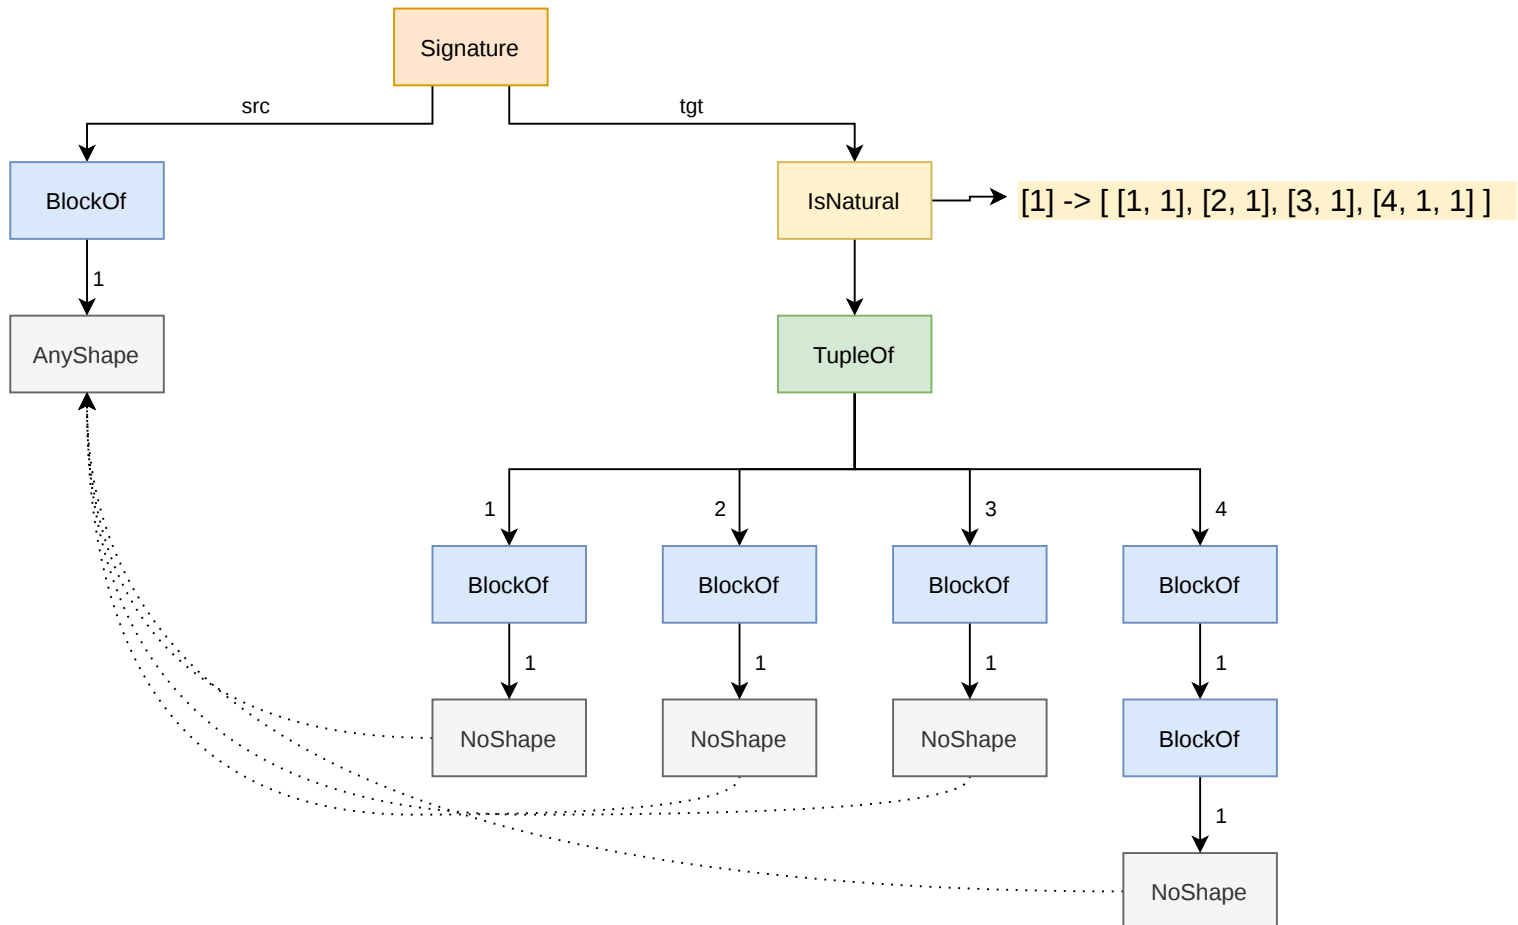 Signature
src
tgt
BlockOf
IsNatural
[1] -> [ [1, 1], [2, 1], [3, 1], [4, 1, 1] ]
1
AnyShape
TupleOf
1
2
3
4
BlockOf
BlockOf
BlockOf
BlockOf
1
1
1
1
NoShape
NoShape
NoShape
BlockOf
1
NoShape